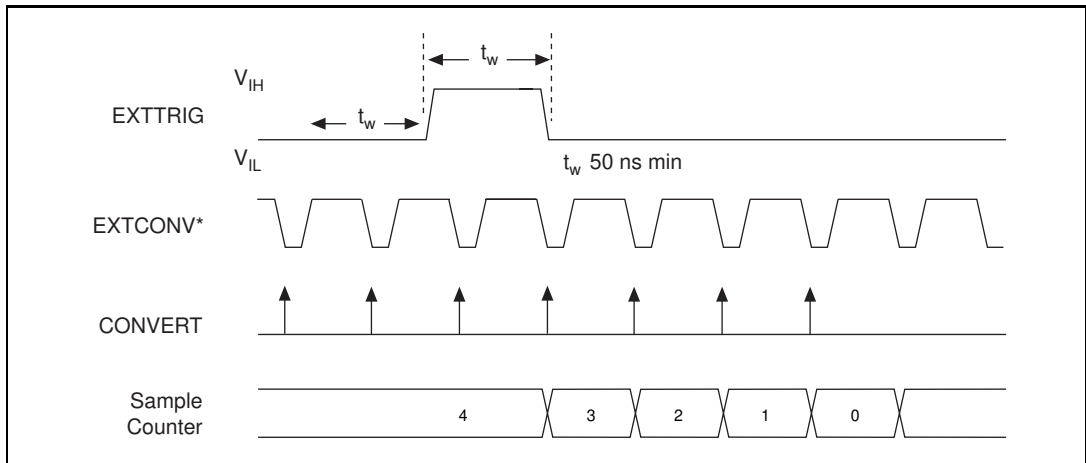 t_w
V_IH
EXTTRIG
t_w
V_IL
t_w 50 ns min
EXTCONV*
CONVERT
Sample
Counter
4 3 2 1 0